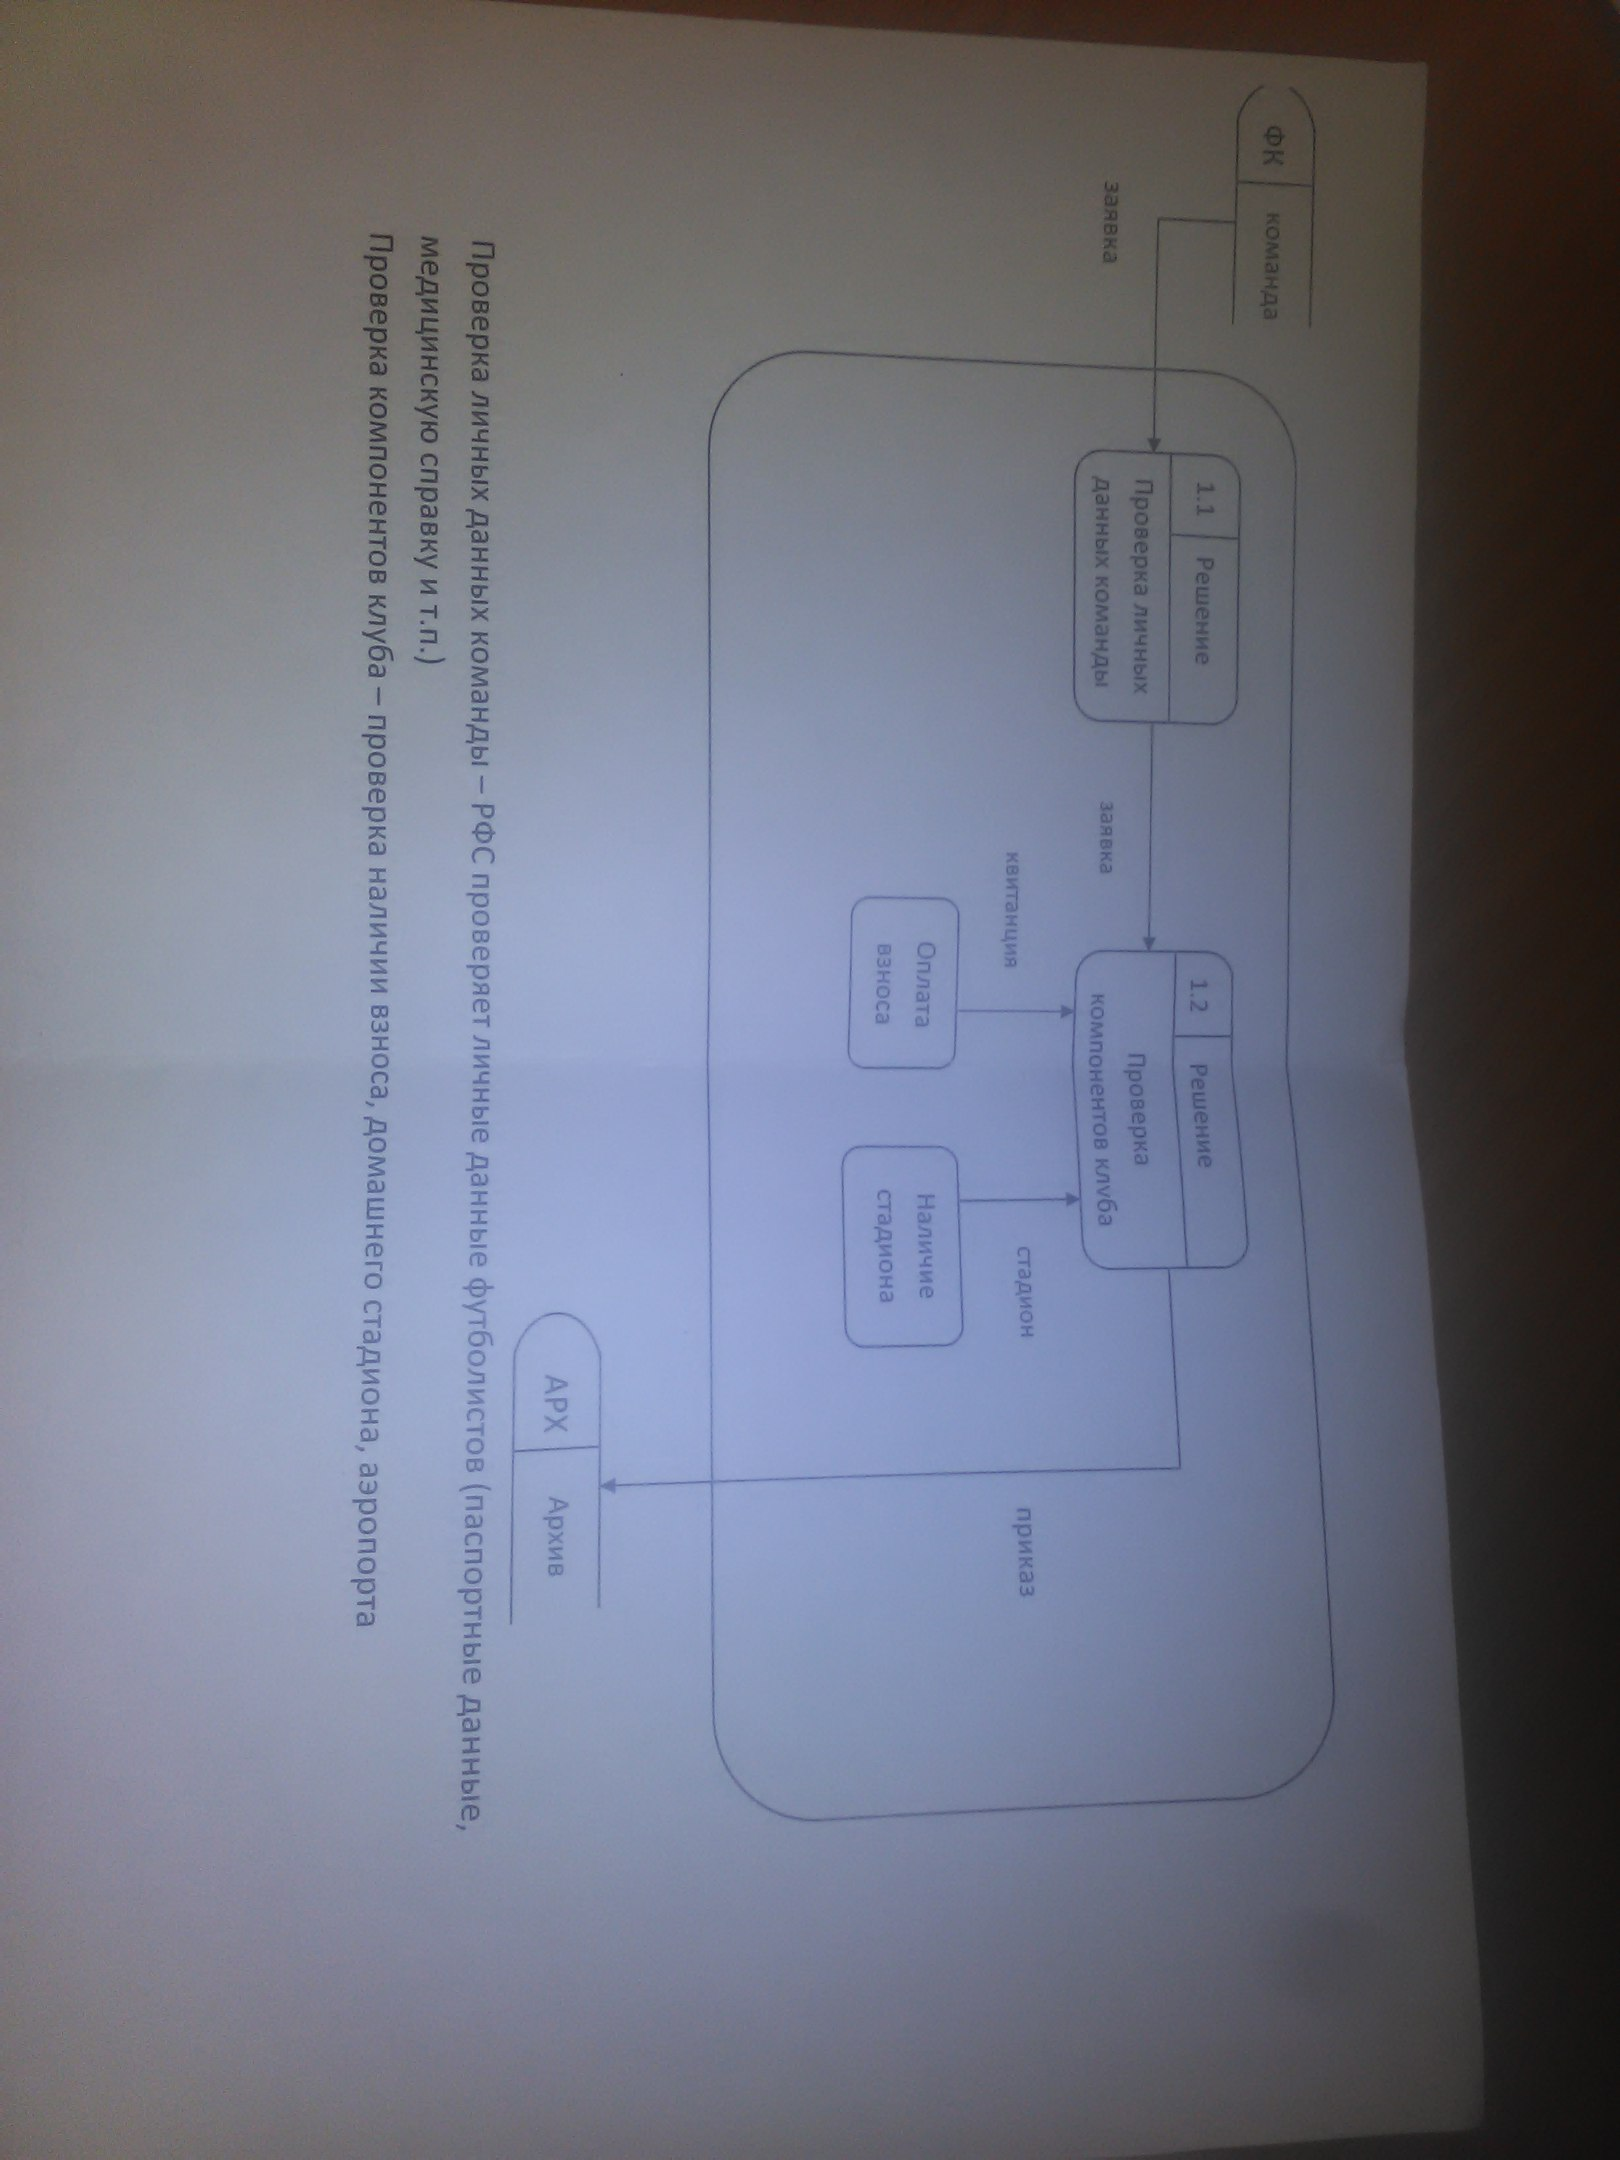 ФК команда
заявка
1.1 Решение
Проверка личных
данных команды
заявка
1.2 Решение
Проверка
компонентов клуба
квитанция
стадион
приказ
Оплата
взноса
Наличие
стадиона
АРХ Архив
Проверка личных данных команды – РФС проверяет личные данные футболистов (паспортные данные,
медицинскую справку и т.п.)
Проверка компонентов клуба – проверка наличии взноса, домашнего стадиона, аэропорта